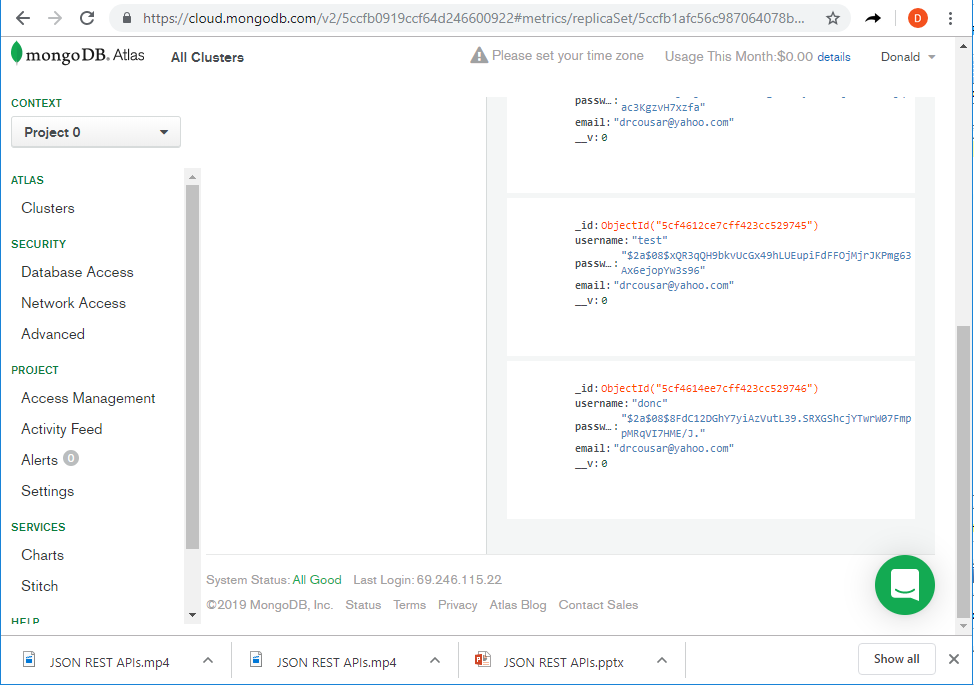 https://cloud.mongodb.com/v2/5ccfb0919ccf64d246600922#metrics/replicaSet/5ccfb1afc56c987064078b...
D
mongoDB. Atlas
All Clusters
Please set your time zone
Usage This Month:$0.00 details
Donald
CONTEXT
Project 0
ATLAS
Clusters
SECURITY
Database Access
Network Access
Advanced
PROJECT
Access Management
Activity Feed
Alerts 0
Settings
SERVICES
Charts
Stitch
HELP
passw…:
ac3KgzvH7xzfa"
email: "drcousar@yahoo.com"
__v: 0
_id: ObjectId("5cf4612ce7cff423cc529745")
username: "test"
passw…: "$2a$08$xQR3qQH9bkvUcGx49hLUEupiFdFFOjMjrJKPmg63
Ax6ejopYw3s96"
email: "drcousar@yahoo.com"
__v: 0
_id: ObjectId("5cf4614ee7cff423cc529746")
username: "donc"
passw…: "$2a$08$8FdC12DGhY7yiAzVutL39.SRXGShcjYTwrW07Fmp
pMRqVI7HME/J."
email: "drcousar@yahoo.com"
__v: 0
System Status: All Good Last Login: 69.246.115.22
©2019 MongoDB, Inc. Status Terms Privacy Atlas Blog Contact Sales
JSON REST APIs.mp4
JSON REST APIs.mp4
JSON REST APIs.pptx
Show all